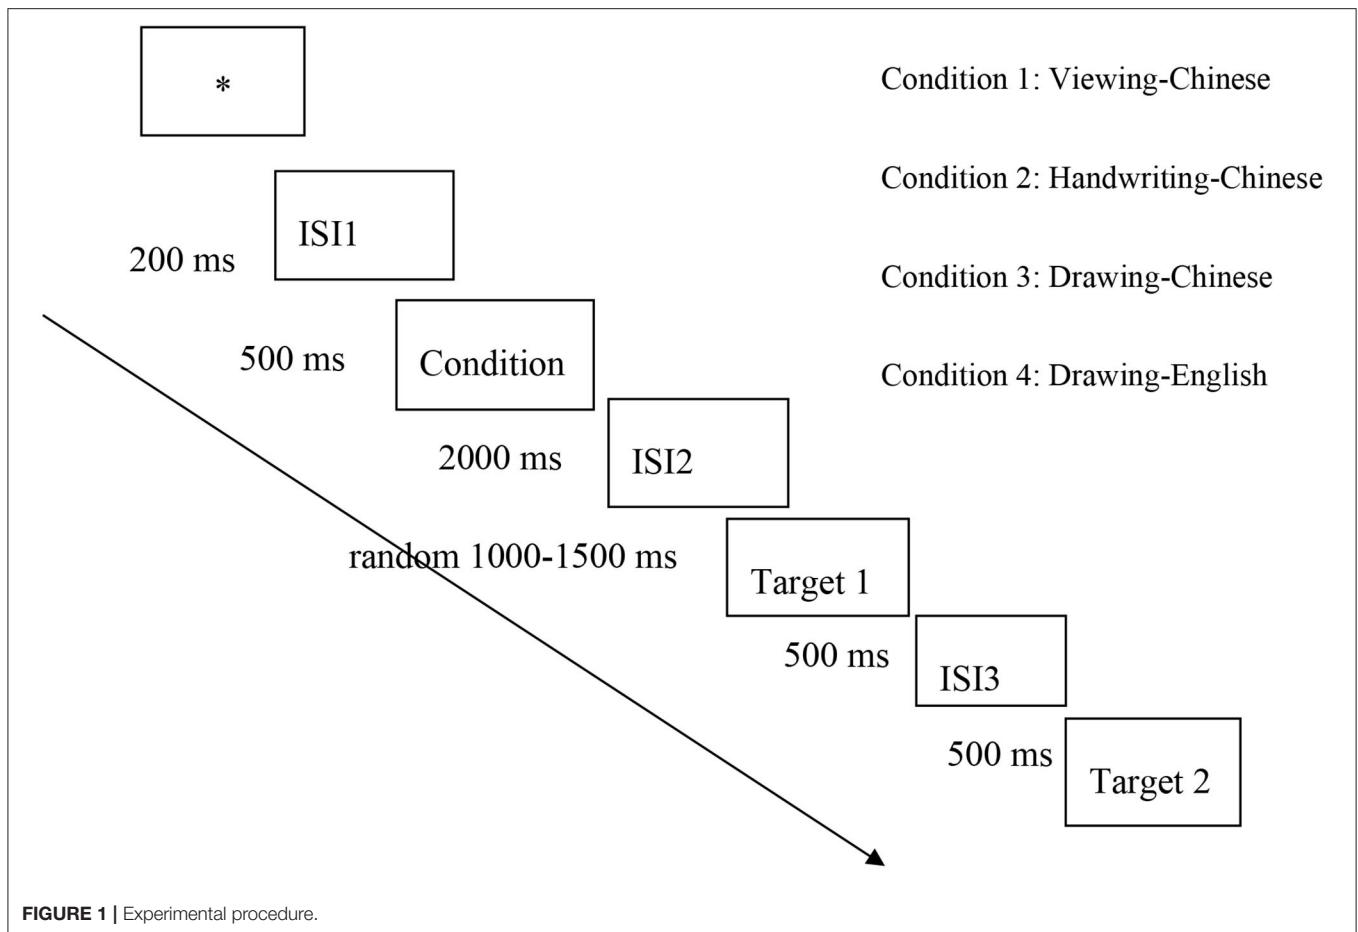 *
Condition 1: Viewing-Chinese
Condition 2: Handwriting-Chinese
ISI1
200 ms
Condition 3: Drawing-Chinese
500 ms
Condition
Condition 4: Drawing-English
2000 ms
ISI2
random 1000-1500 ms
Target 1
500 ms
ISI3
500 ms
Target 2
FIGURE 1 | Experimental procedure.